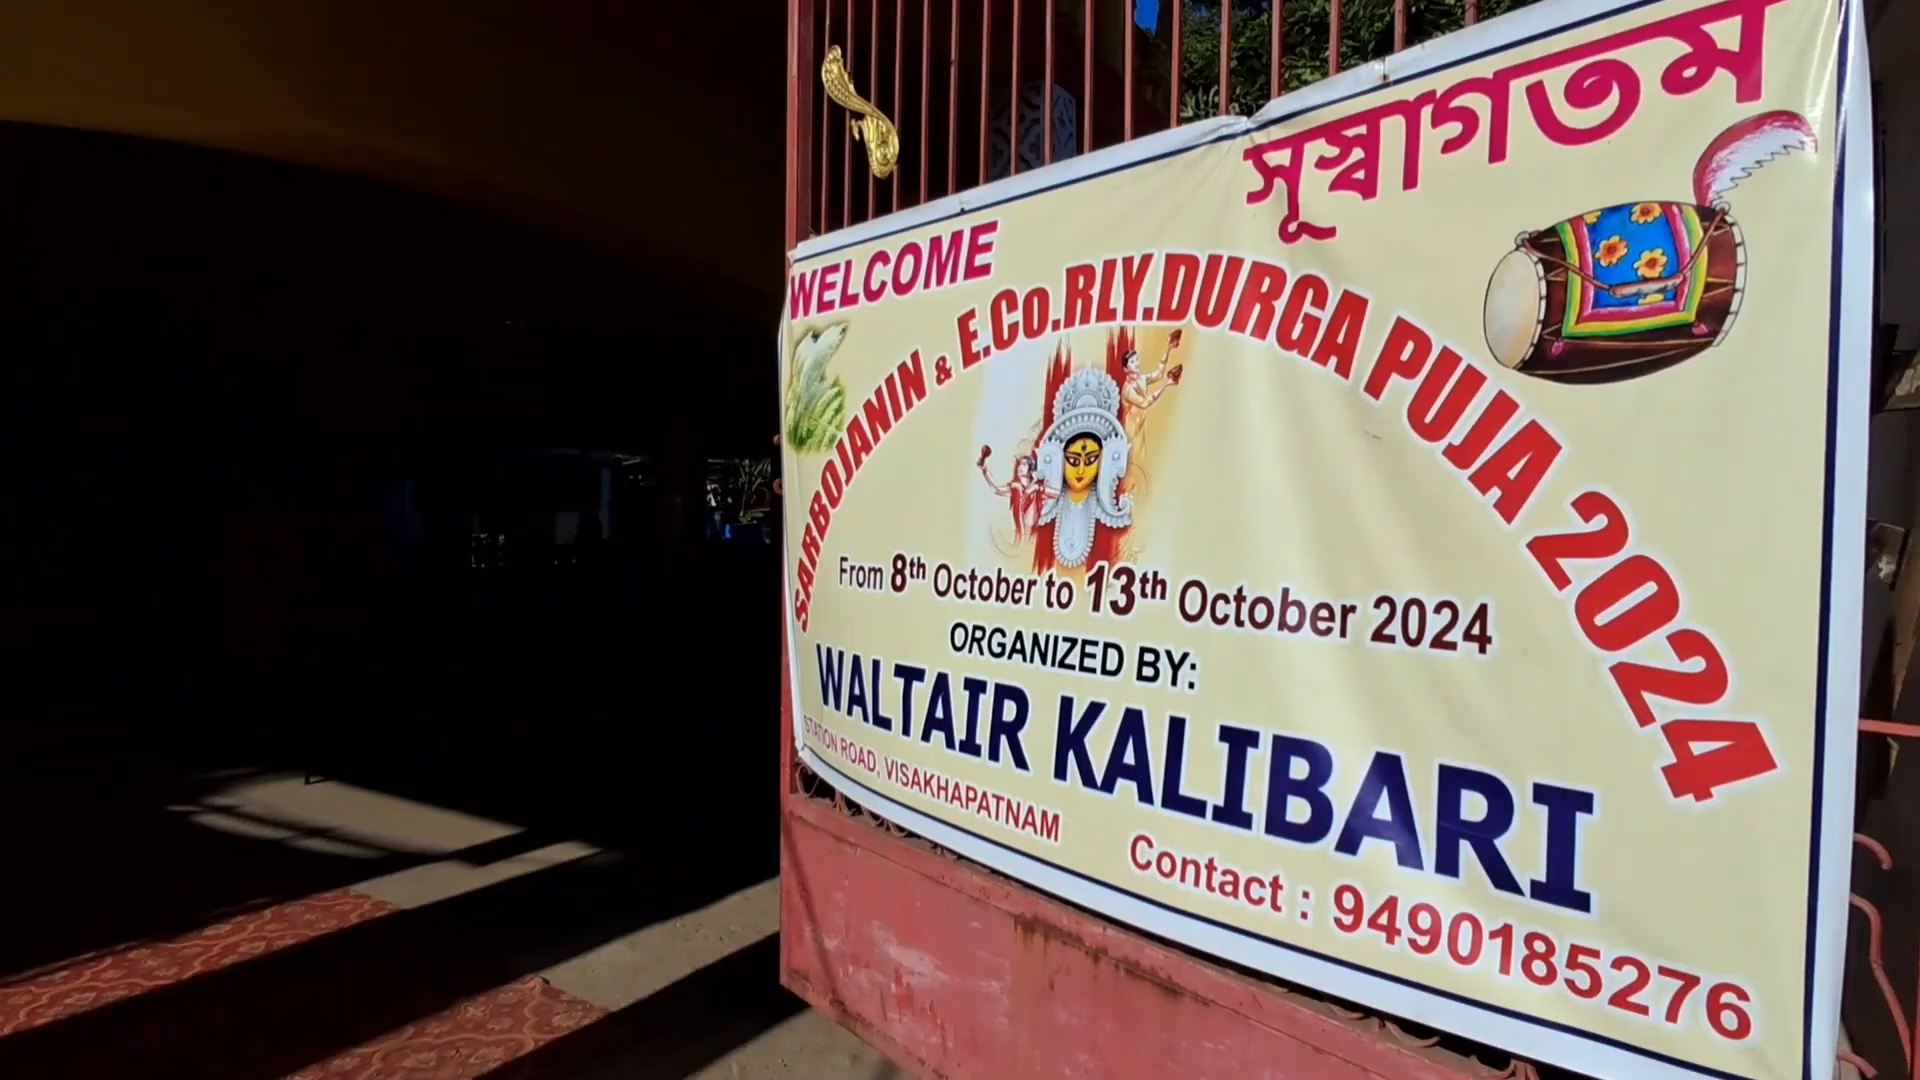 সূস্বাগতম
WELCOME
SARBOJANIN & E.Co.RLY.DURGA PUJA 2024
From 8th October to 13th October 2024
ORGANIZED BY:
WALTAIR KALIBARI
STATION ROAD, VISAKHAPATNAM
Contact : 9490185276